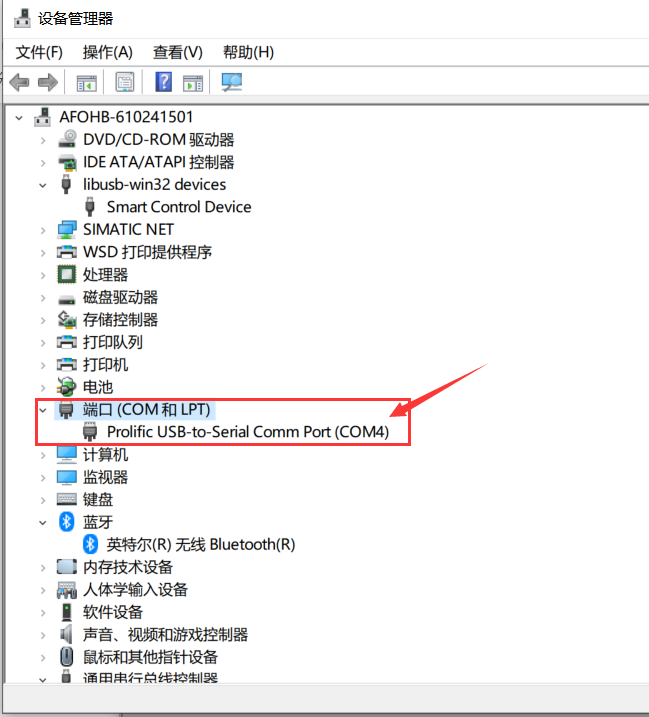 设备管理器
文件(F) 操作(A) 查看(V) 帮助(H)
AFOHB-610241501
DVD/CD-ROM 驱动器
IDE ATA/ATAPI 控制器
libusb-win32 devices
Smart Control Device
SIMATIC NET
WSD 打印提供程序
处理器
磁盘驱动器
存储控制器
打印队列
打印机
电池
端口 (COM 和 LPT)
Prolific USB-to-Serial Comm Port (COM4)
计算机
监视器
键盘
蓝牙
英特尔(R) 无线 Bluetooth(R)
内存技术设备
人体学输入设备
软件设备
声音、视频和游戏控制器
鼠标和其他指针设备
通用串行总线控制器